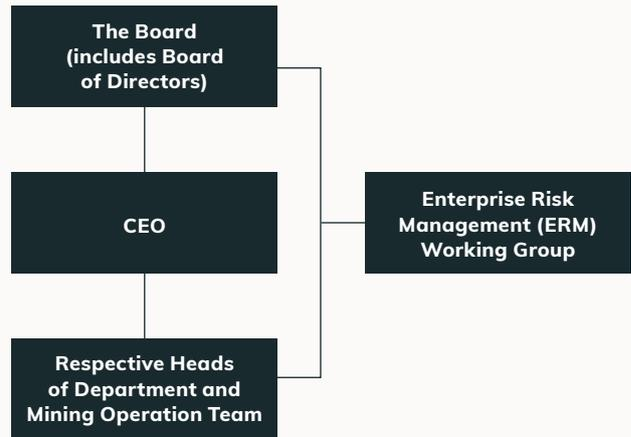 The Board
(includes Board
of Directors)
CEO
Enterprise Risk
Management (ERM)
Working Group
Respective Heads
of Department and
Mining Operation Team